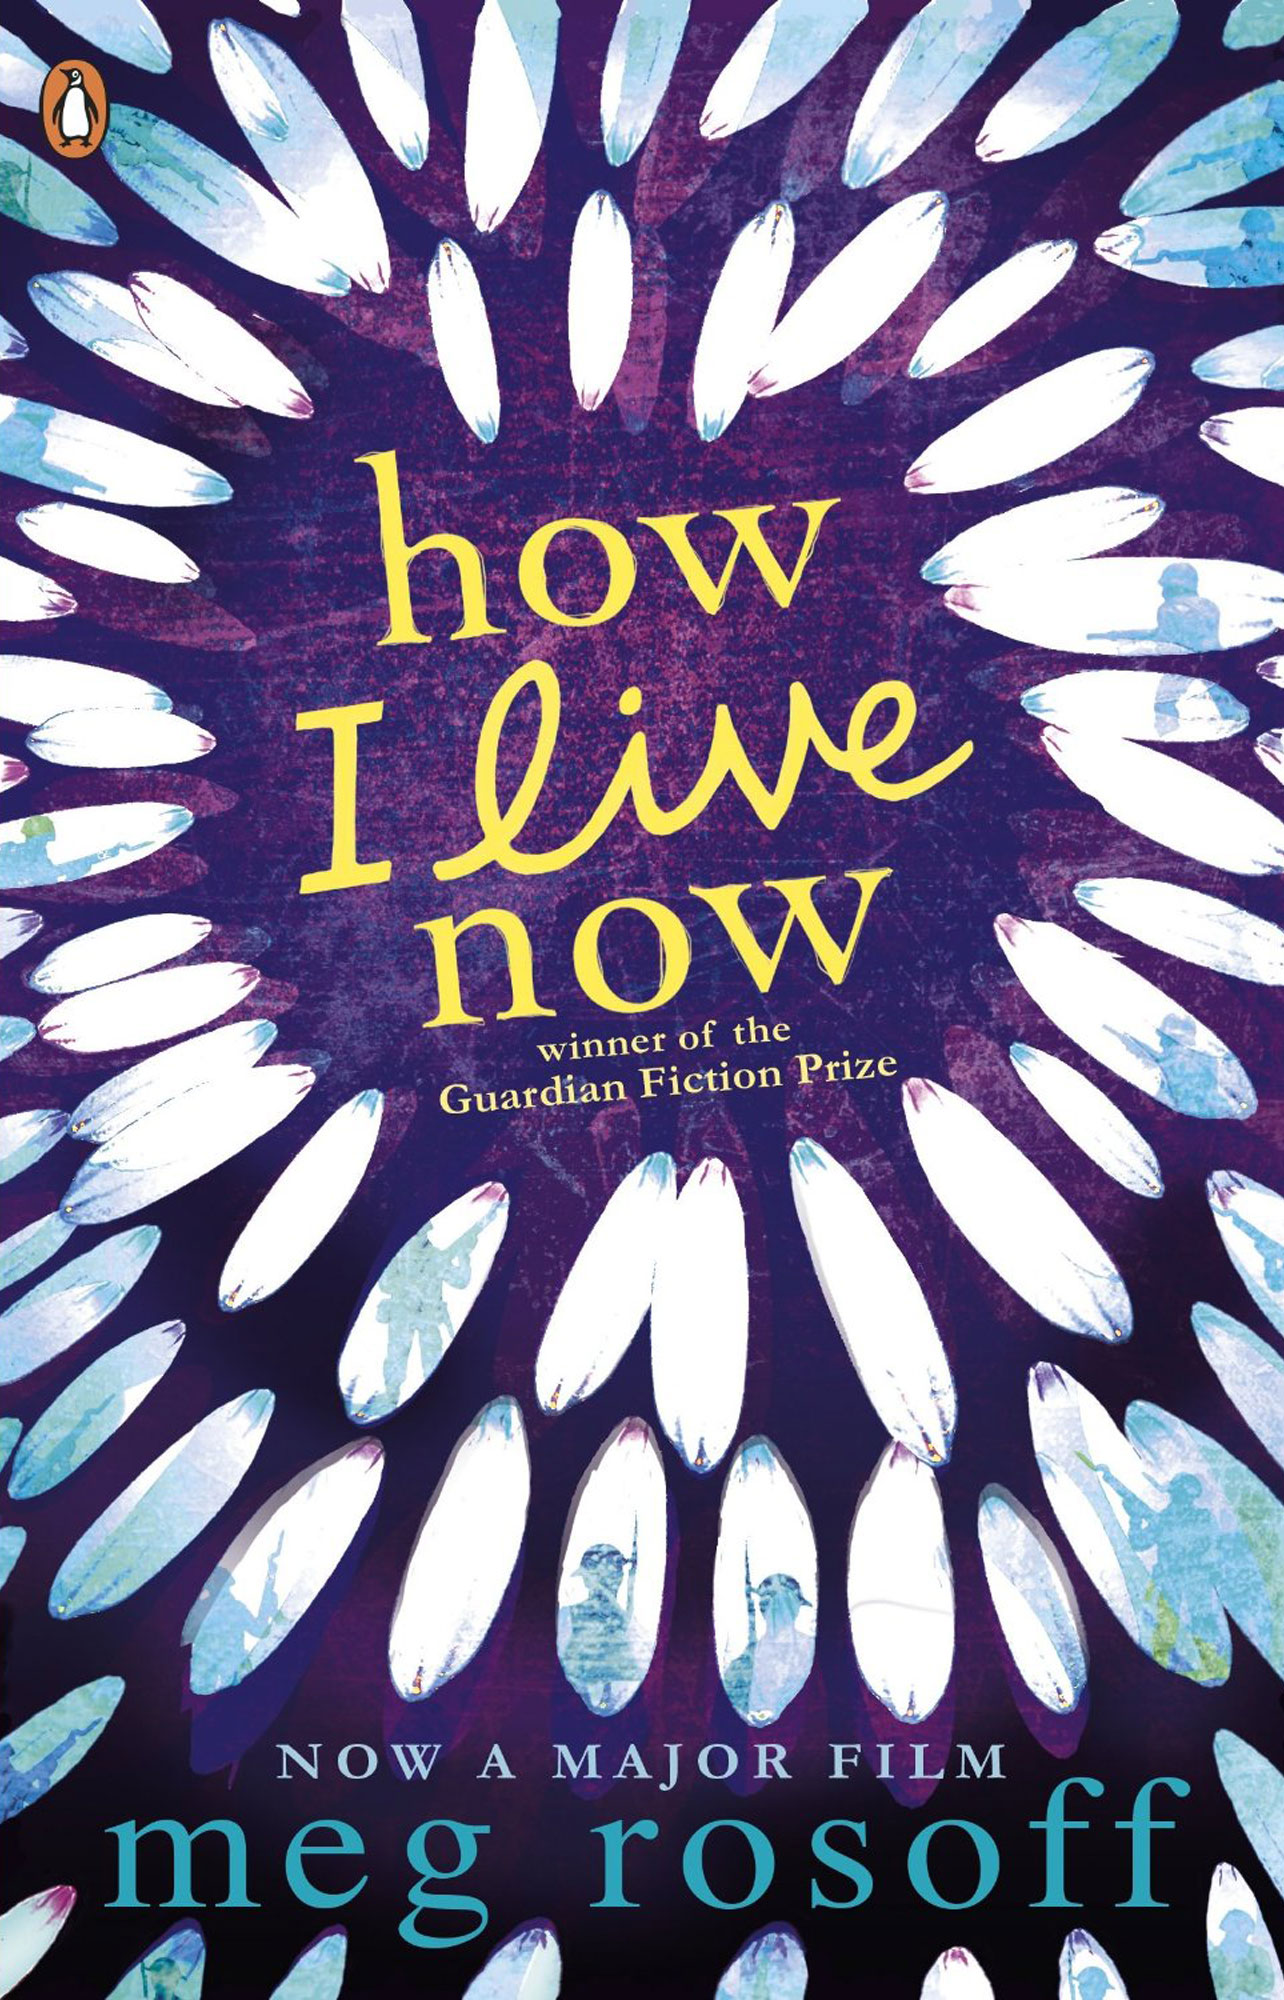 how
I live
now
winner of the
Guardian Fiction Prize
NOW A MAJOR FILM
meg rosoff